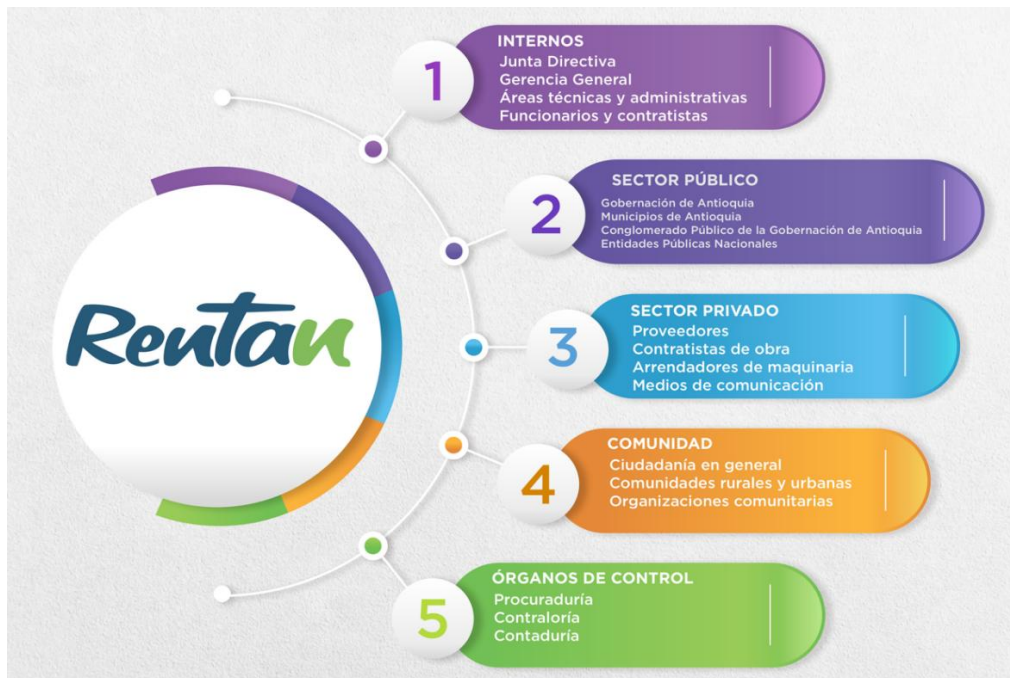 Rentan
1
INTERNOS
Junta Directiva
Gerencia General
Áreas técnicas y administrativas
Funcionarios y contratistas
2
SECTOR PÚBLICO
Gobernación de Antioquia
Municipios de Antioquia
Conglomerado Público de la Gobernación de Antioquia
Entidades Públicas Nacionales
3
SECTOR PRIVADO
Proveedores
Contratistas de obra
Arrendadores de maquinaria
Medios de comunicación
4
COMUNIDAD
Ciudadanía en general
Comunidades rurales y urbanas
Organizaciones comunitarias
5
ÓRGANOS DE CONTROL
Procuraduría
Contraloría
Contaduría